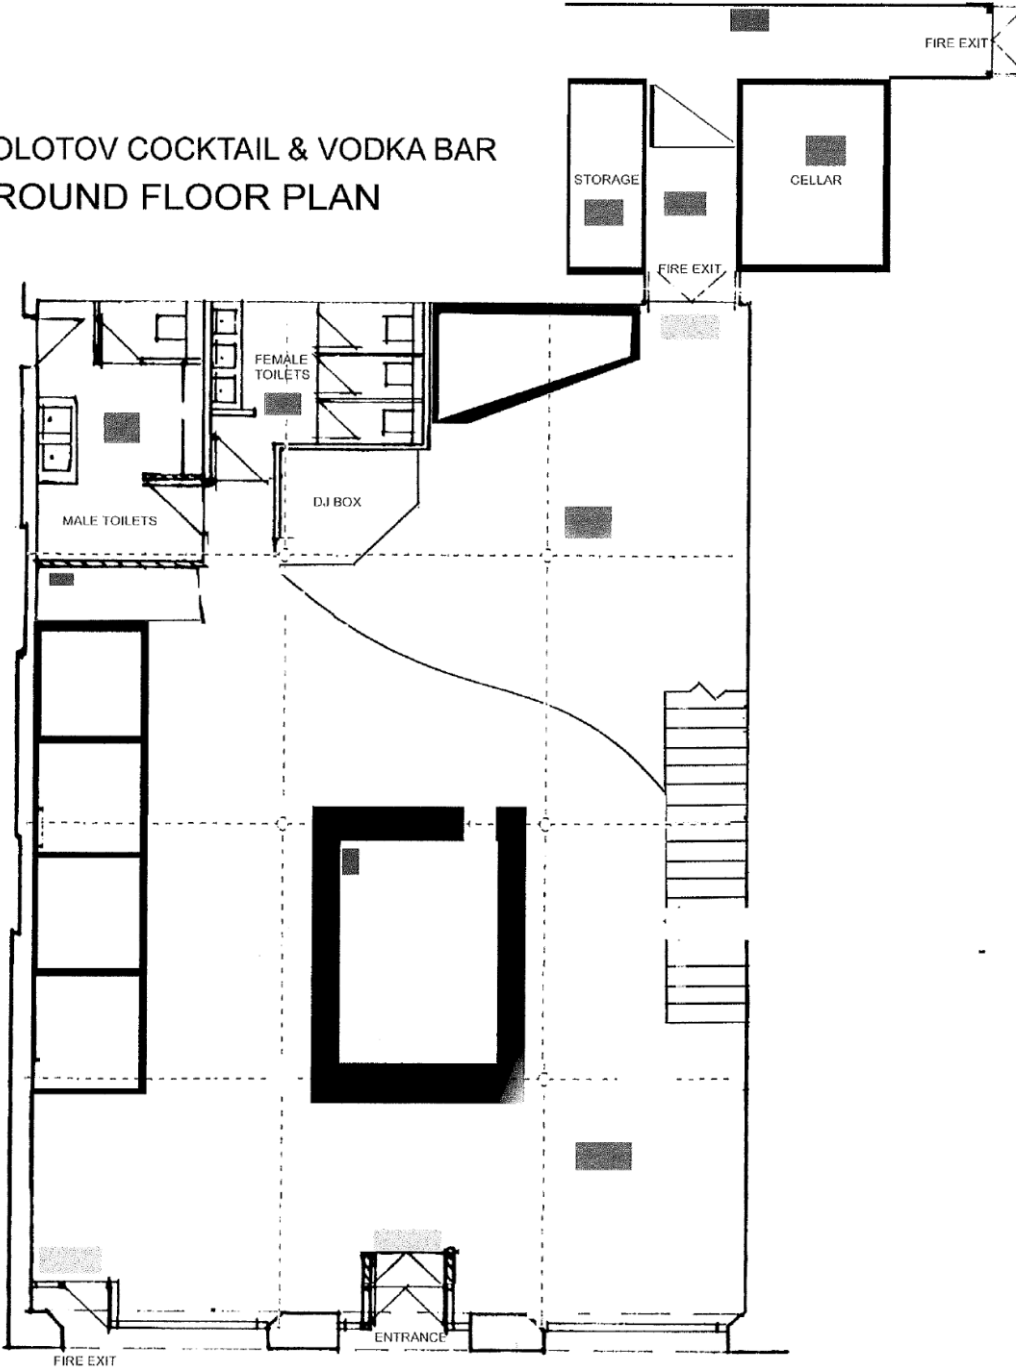 FIRE EXIT
OLOTOV COCKTAIL & VODKA BAR
ROUND FLOOR PLAN
STORAGE
CELLAR
FIRE EXIT
FEMALE
TOILETS
DJ BOX
MALE TOILETS
ENTRANCE
FIRE EXIT